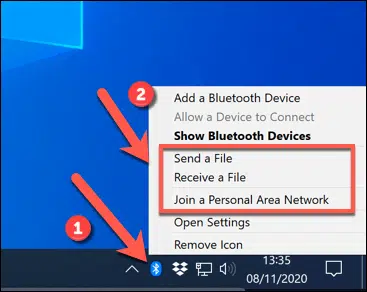 2
Add a Bluetooth Device
Allow a Device to Connect
Show Bluetooth Devices
Send a File
Receive a File
Join a Personal Area Network
Open Settings
Remove Icon
1
13:35
08/11/2020